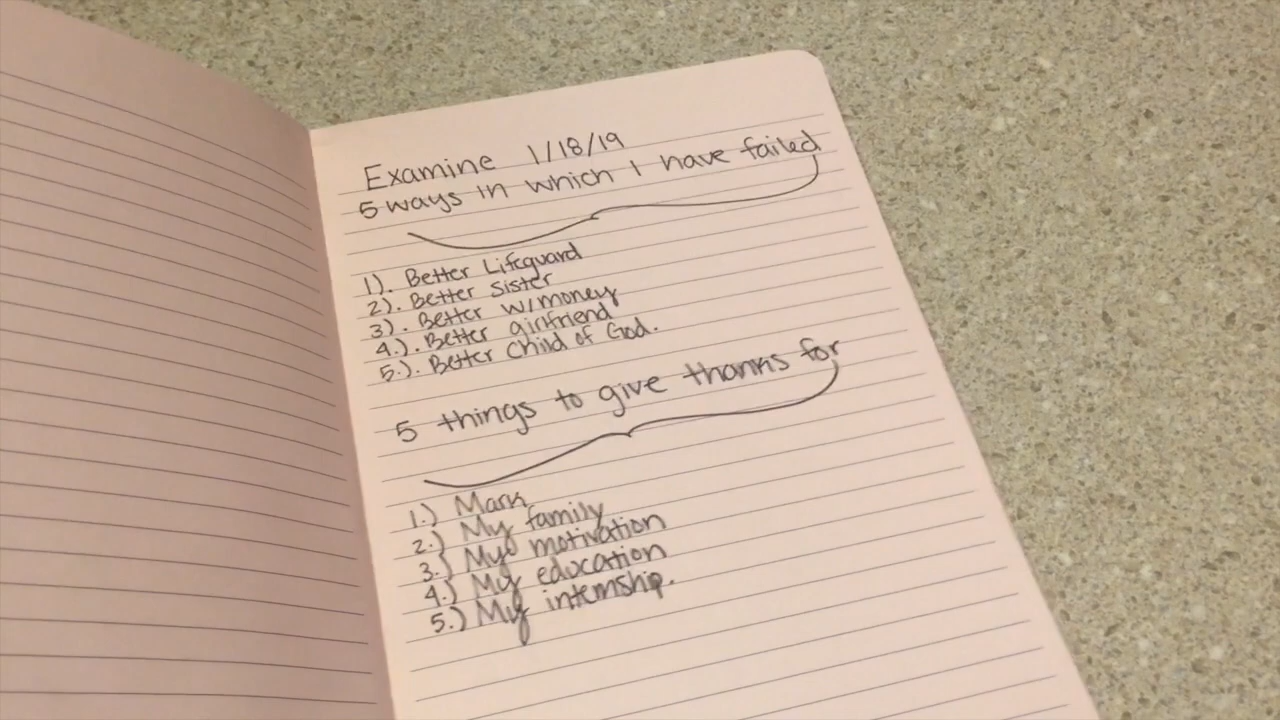 Examine 1/18/19
5 ways in which I have failed
1). Better Lifeguard
2). Better Sister
3). Better w/money
4.). Better girlfriend
5.). Better Child of God.
5 things to give thanks for
1.) Mark
2.) My family
3.) My motivation
4.) My education
5.) My internship.